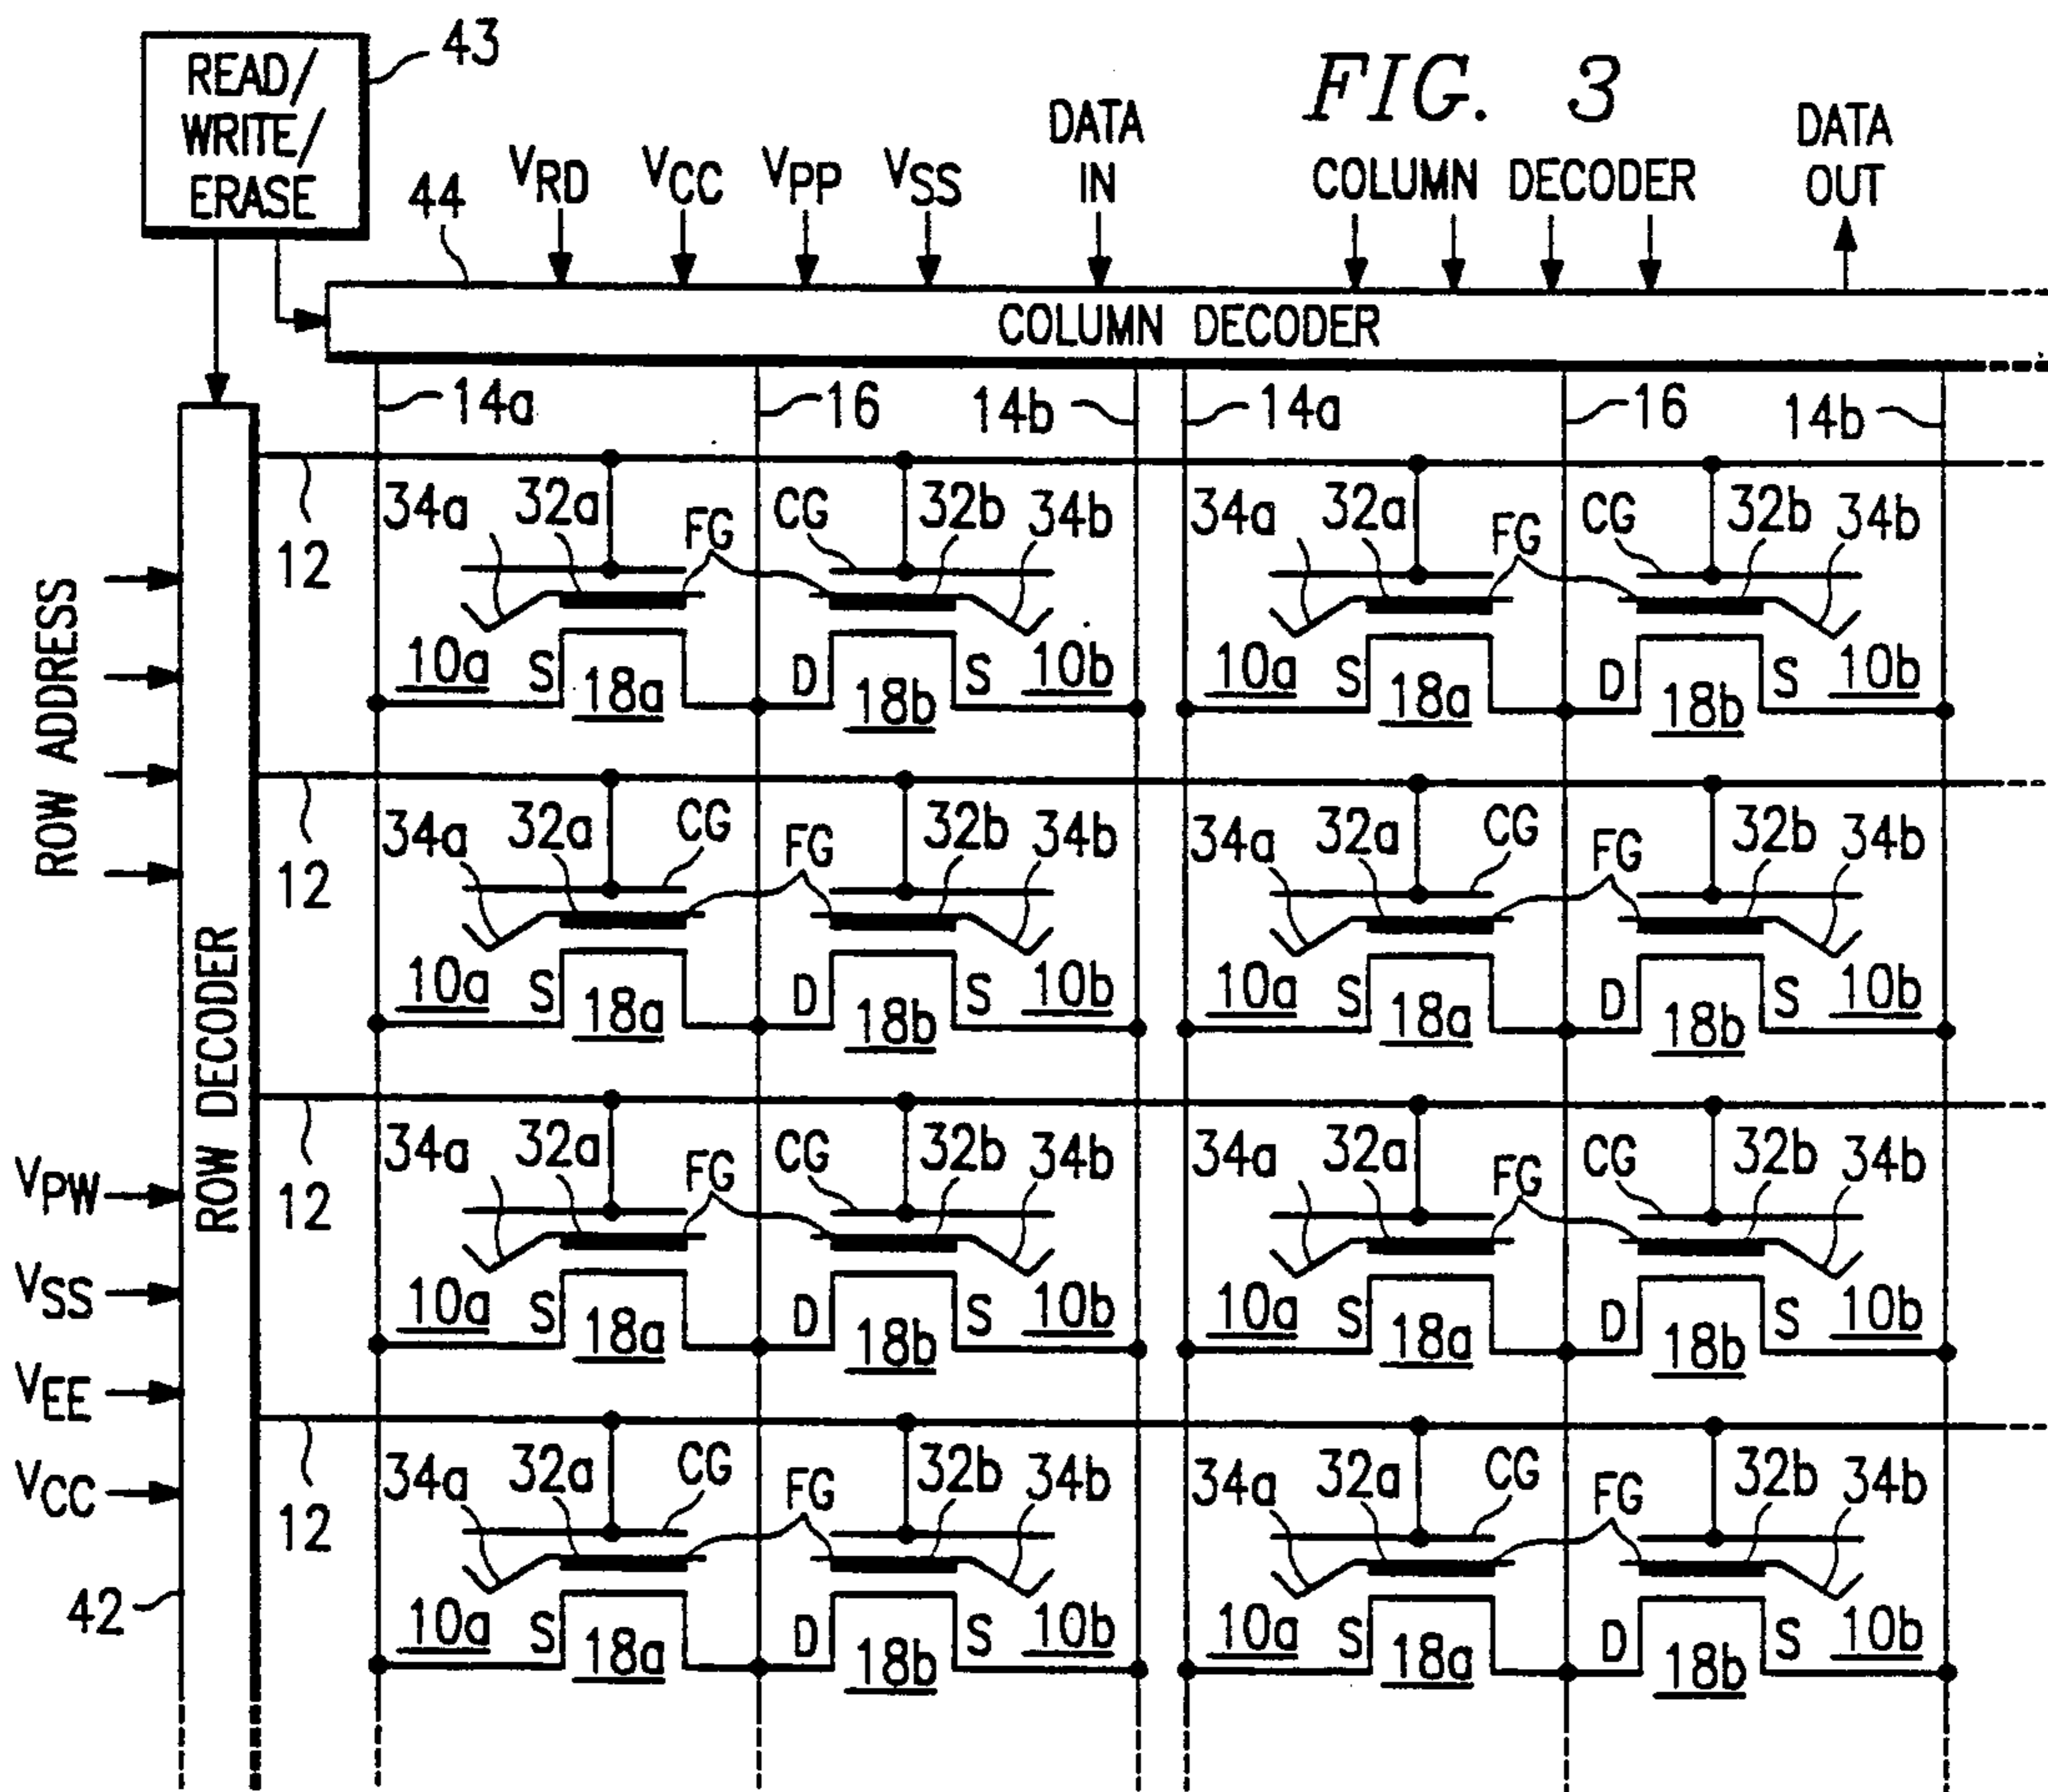 FIG. 3
READ/
WRITE/
ERASE
43
44
VRD
VCC
VPP
VSS
DATA
IN
COLUMN DECODER
DATA
OUT
COLUMN DECODER
14a 16 14b 14a 16 14b
ROW ADDRESS
ROW DECODER
12
34a 32a FG CG 32b 34b 34a 32a FG CG 32b 34b
10a S 18a D 18b S 10b 10a S 18a D 18b S 10b
12
34a 32a CG FG 32b 34b 34a 32a CG FG 32b 34b
10a S 18a D 18b S 10b 10a S 18a D 18b S 10b
VPW
VSS
VEE
VCC
12
34a 32a FG CG 32b 34b 34a 32a FG CG 32b 34b
10a S 18a D 18b S 10b 10a S 18a D 18b S 10b
12
34a 32a CG FG 32b 34b 34a 32a CG FG 32b 34b
10a S 18a D 18b S 10b 10a S 18a D 18b S 10b
42